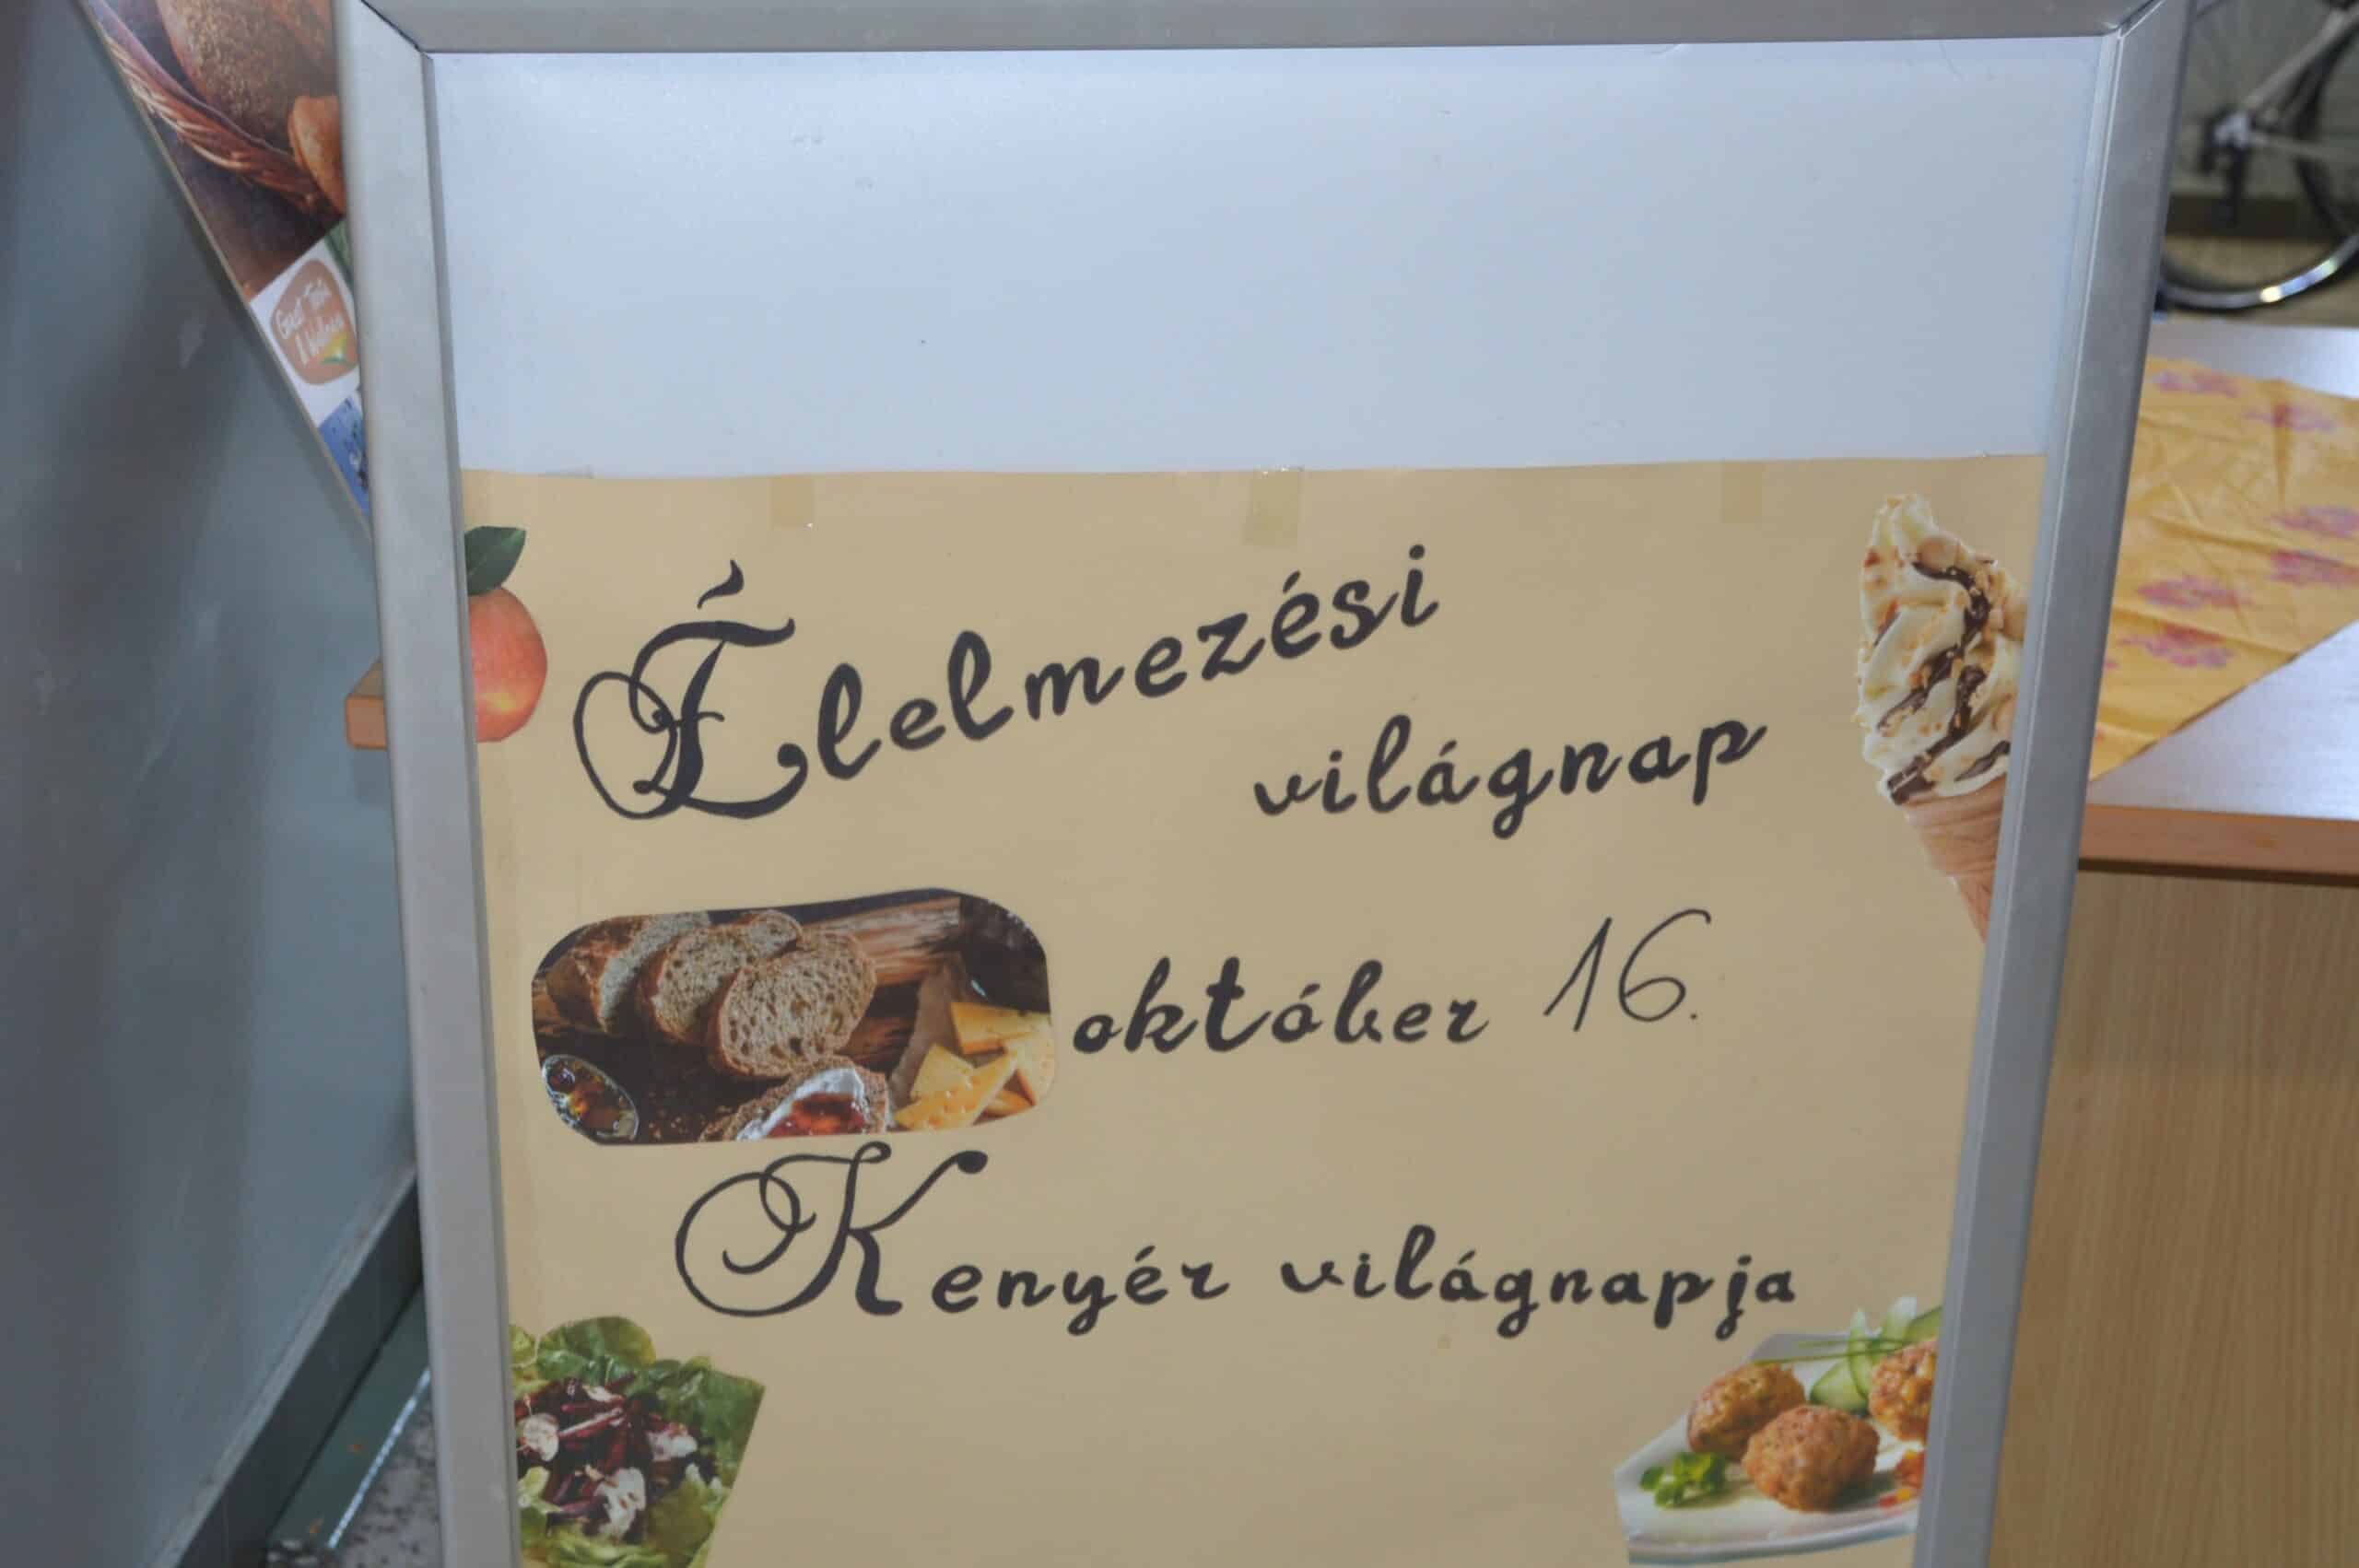 Élelmezési
világnap
október 16.
Kenyér világnapja